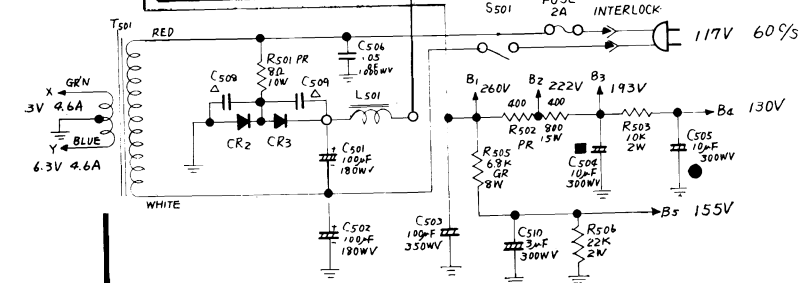 T501
RED
S501
FUSE
2A
INTERLOCK
117V 60 C/S
R501 PR
8Ω
10W
C506
.05
1000WV
C508
C509
L501
CR2
CR3
X
GR'N
3V 4.6A
Y
BLUE
6.3V 4.6A
C501
100μF
180WV
WHITE
C502
100μF
180WV
C503
100μF
350WV
B1
260V
B2
222V
B3
193V
400
400
R502
PR
800
15W
R503
10K
2W
B4
130V
R505
6.8K
GR
8W
C504
10μF
300WV
C505
10μF
300WV
B5 155V
C510
3μF
300WV
R506
22K
2W